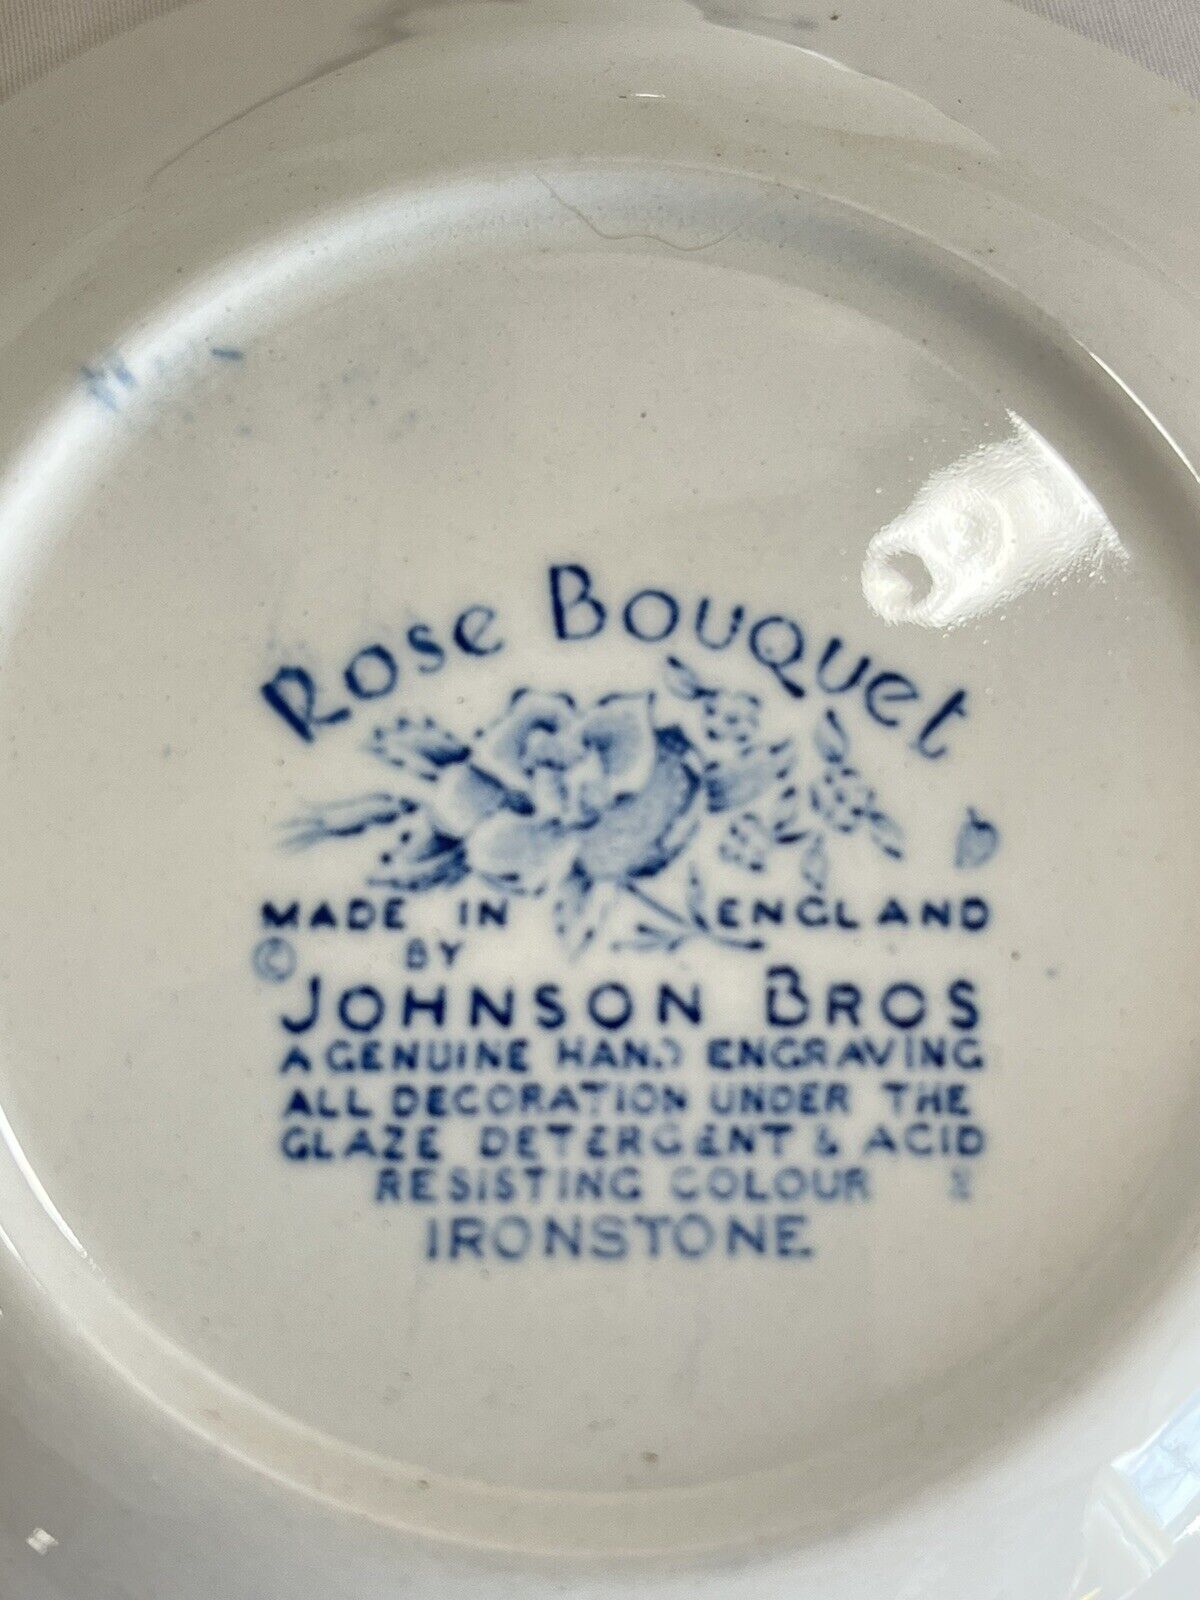 Rose Bouquet
MADE IN ENGLAND
© BY
JOHNSON BROS
A GENUINE HAND ENGRAVING
ALL DECORATION UNDER THE
GLAZE DETERGENT & ACID
RESISTING COLOUR
IRONSTONE